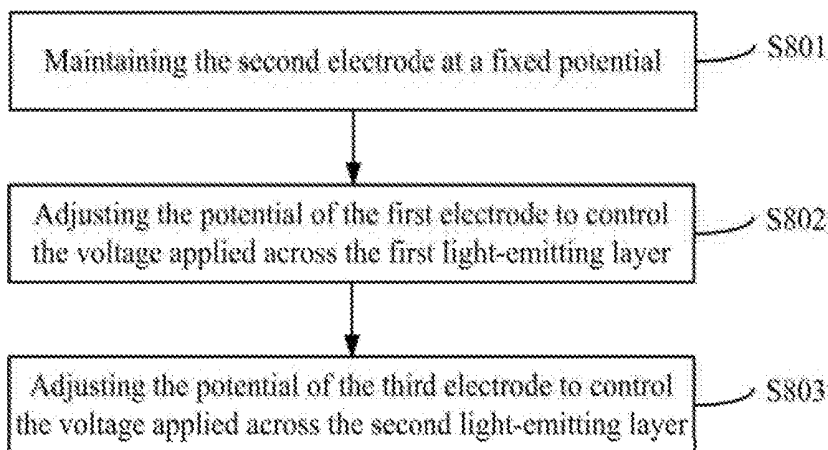 Maintaining the second electrode at a fixed potential
S801
Adjusting the potential of the first electrode to control
the voltage applied across the first light-emitting layer
S802
Adjusting the potential of the third electrode to control
the voltage applied across the second light-emitting layer
S803